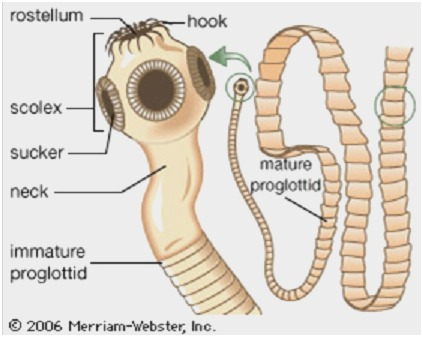 rostellum
hook
scolex
sucker
neck
immature
proglottid
mature
proglottid
© 2006 Merriam-Webster, Inc.